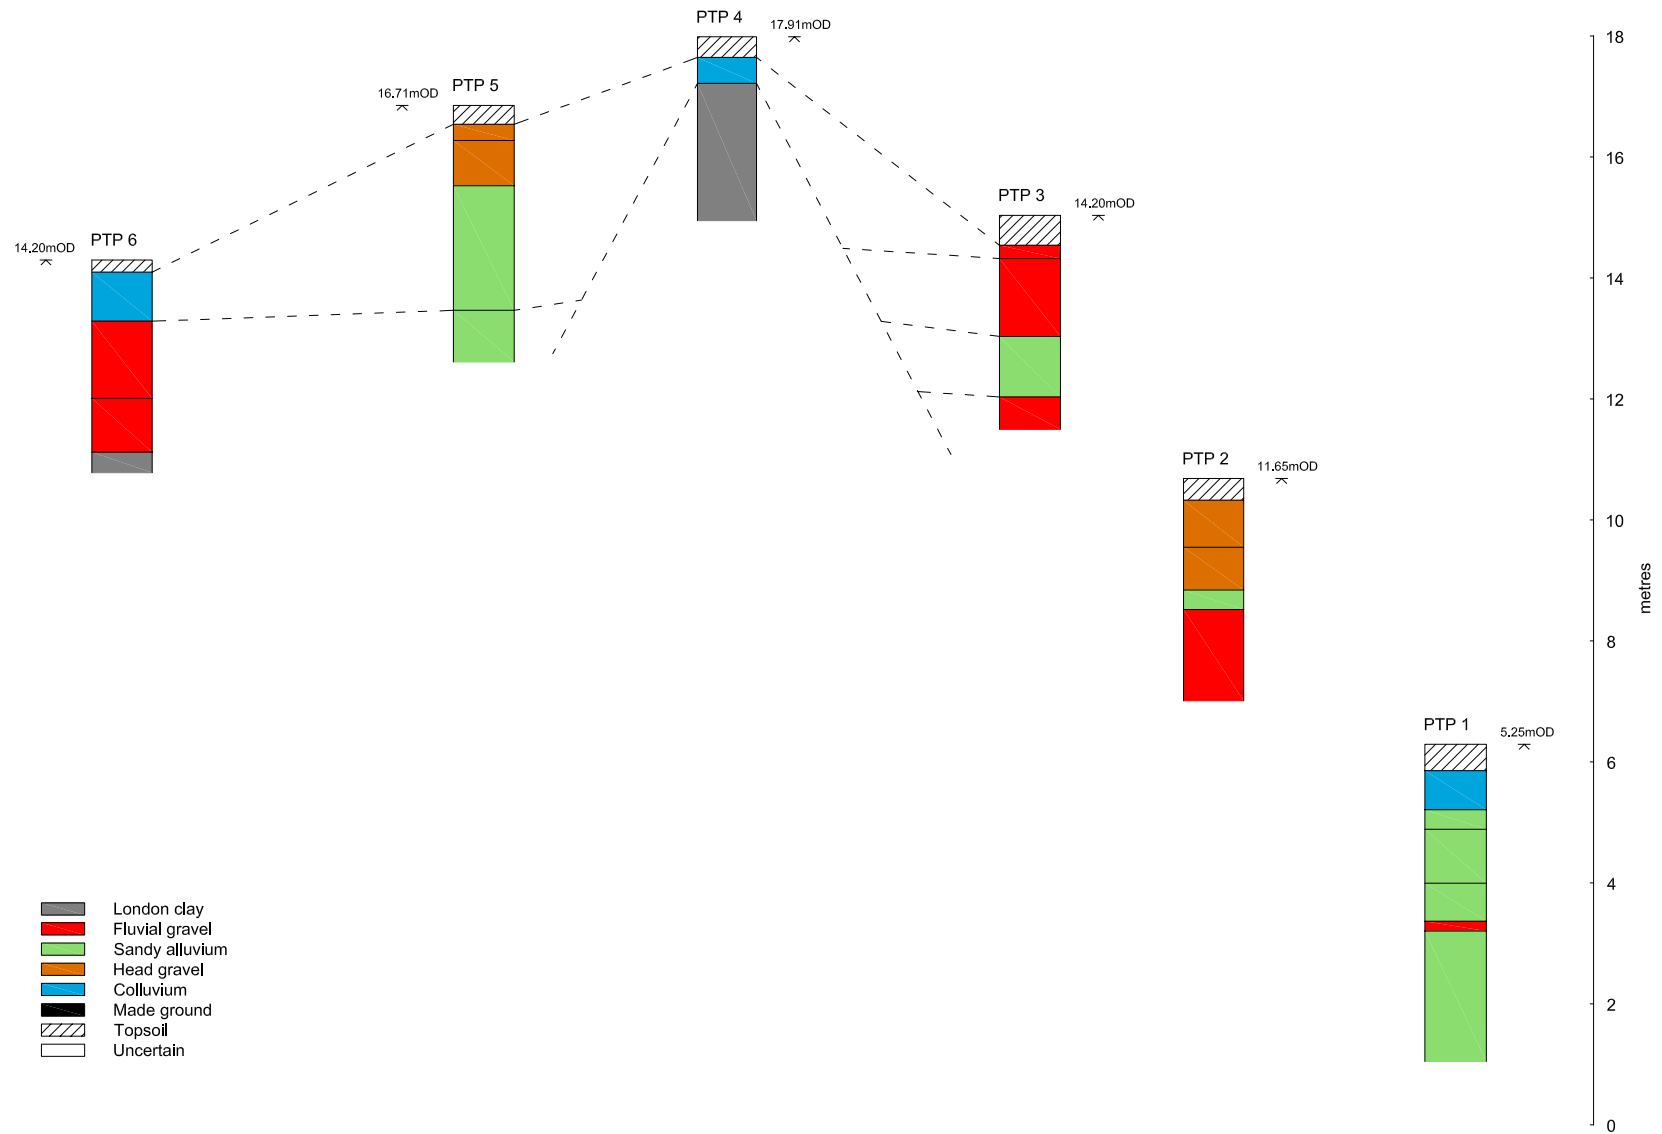 PTP 4
17.91mOD
18
PTP 5
16.71mOD
16
PTP 3
14.20mOD
PTP 6
14.20mOD
14
12
PTP 2
11.65mOD
10
metres
8
PTP 1
5.25mOD
6
4
2
0
London clay
Fluvial gravel
Sandy alluvium
Head gravel
Colluvium
Made ground
Topsoil
Uncertain